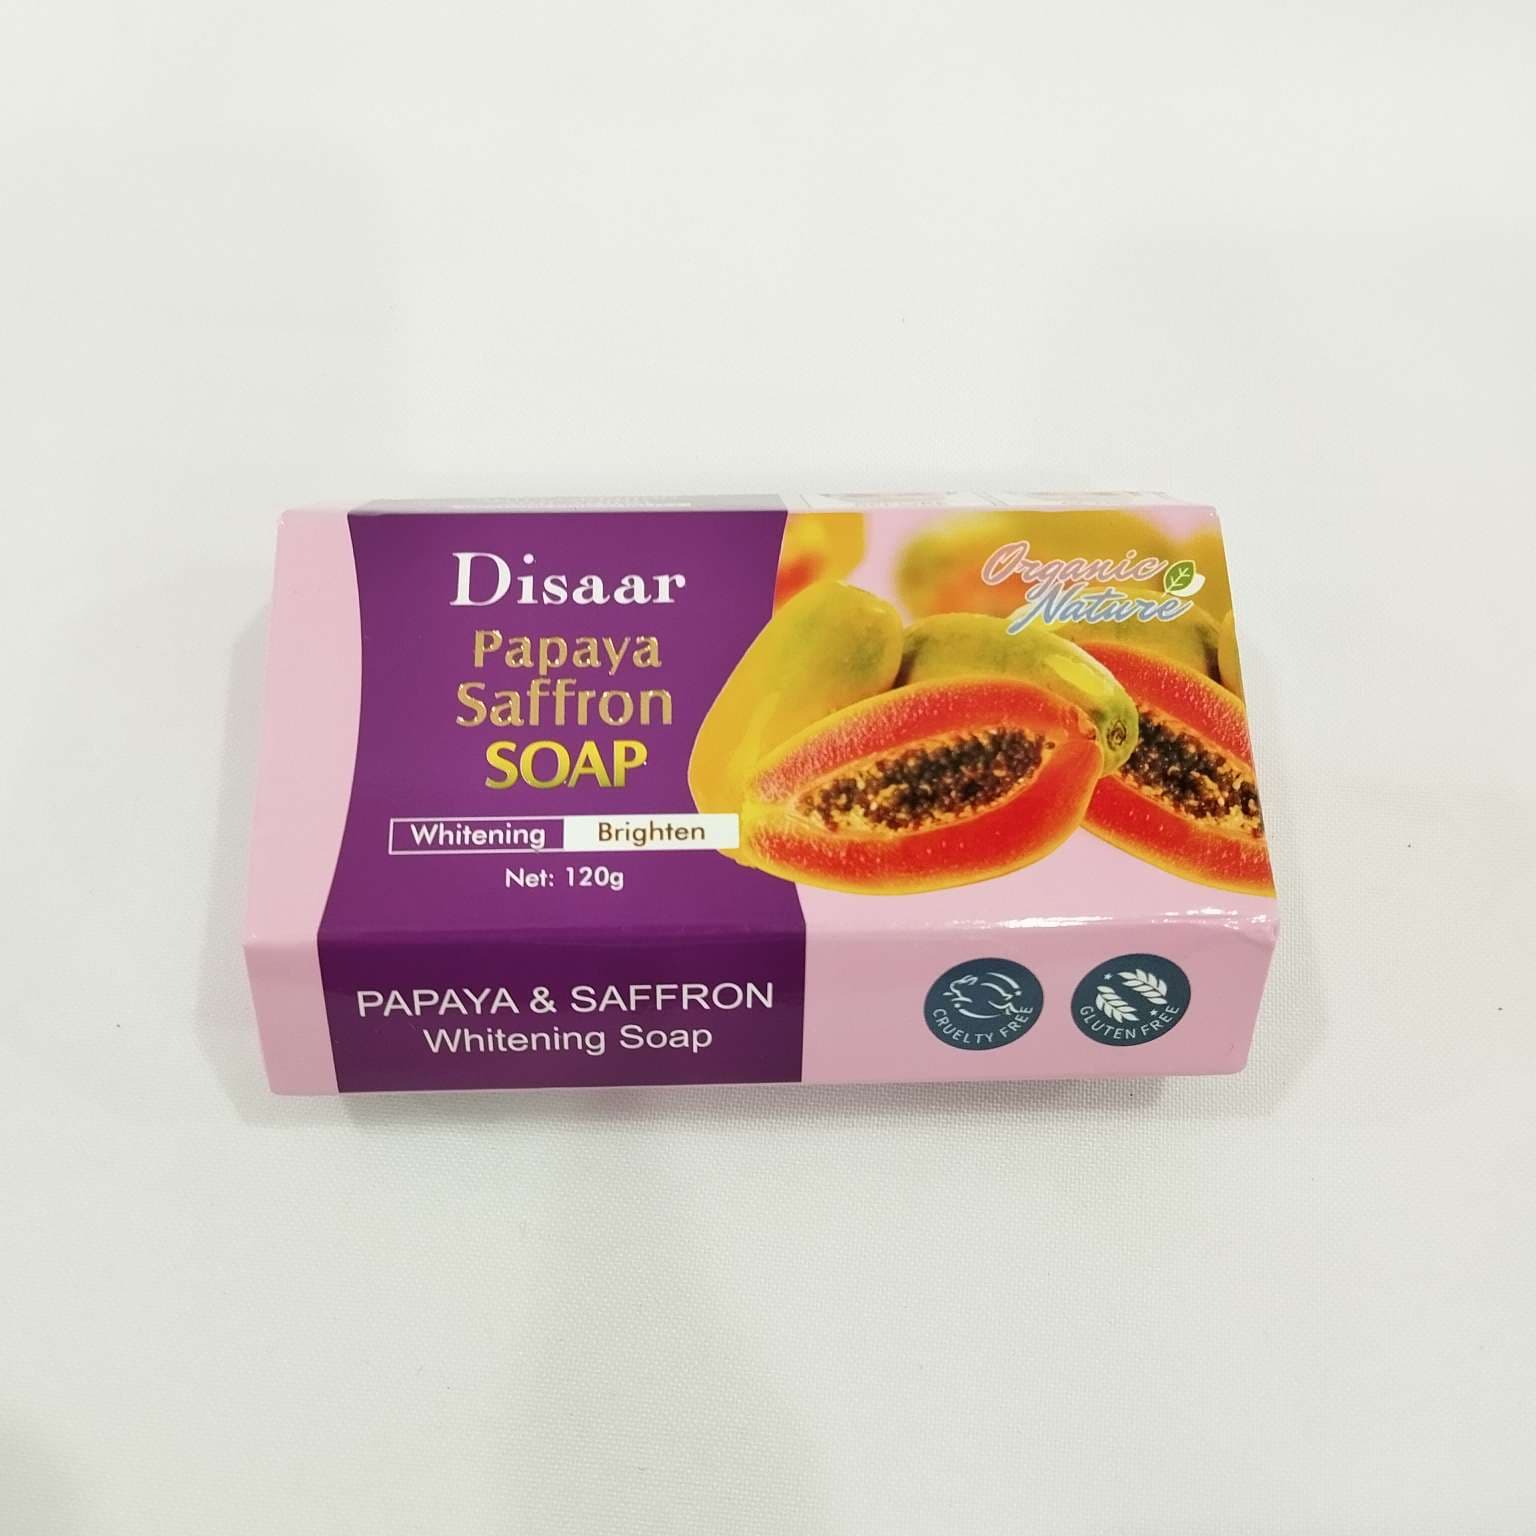 Disaar
Papaya
Saffron
SOAP
Whitening Brighten
Net: 120g
Organic
Nature
PAPAYA & SAFFRON
Whitening Soap
CRUELTY FREE
GLUTEN FREE